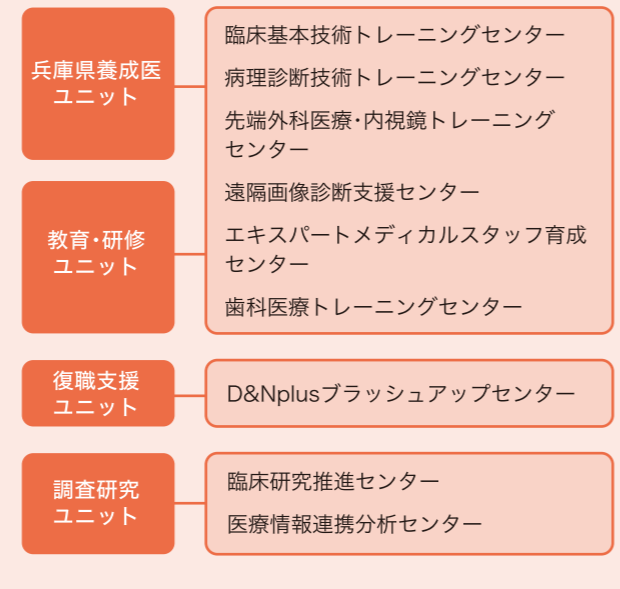 兵庫県養成医
ユニット
教育・研修
ユニット
臨床基本技術トレーニングセンター
病理診断技術トレーニングセンター
先端外科医療・内視鏡トレーニング
センター
遠隔画像診断支援センター
エキスパートメディカルスタッフ育成
センター
歯科医療トレーニングセンター
復職支援
ユニット
D&Nplusブラッシュアップセンター
調査研究
ユニット
臨床研究推進センター
医療情報連携分析センター